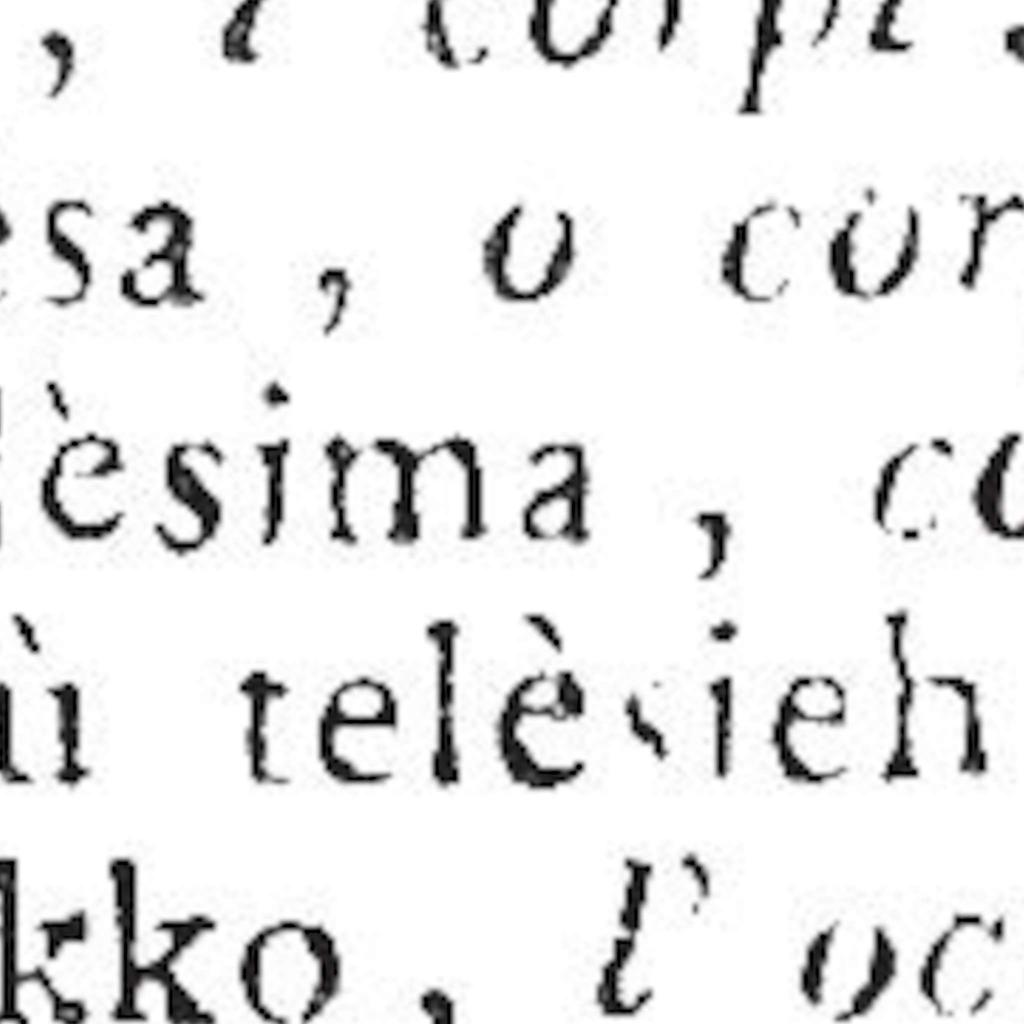 , i corpi
esa , o cor
èsima , co
ùi telèsieh
kko , l'oc